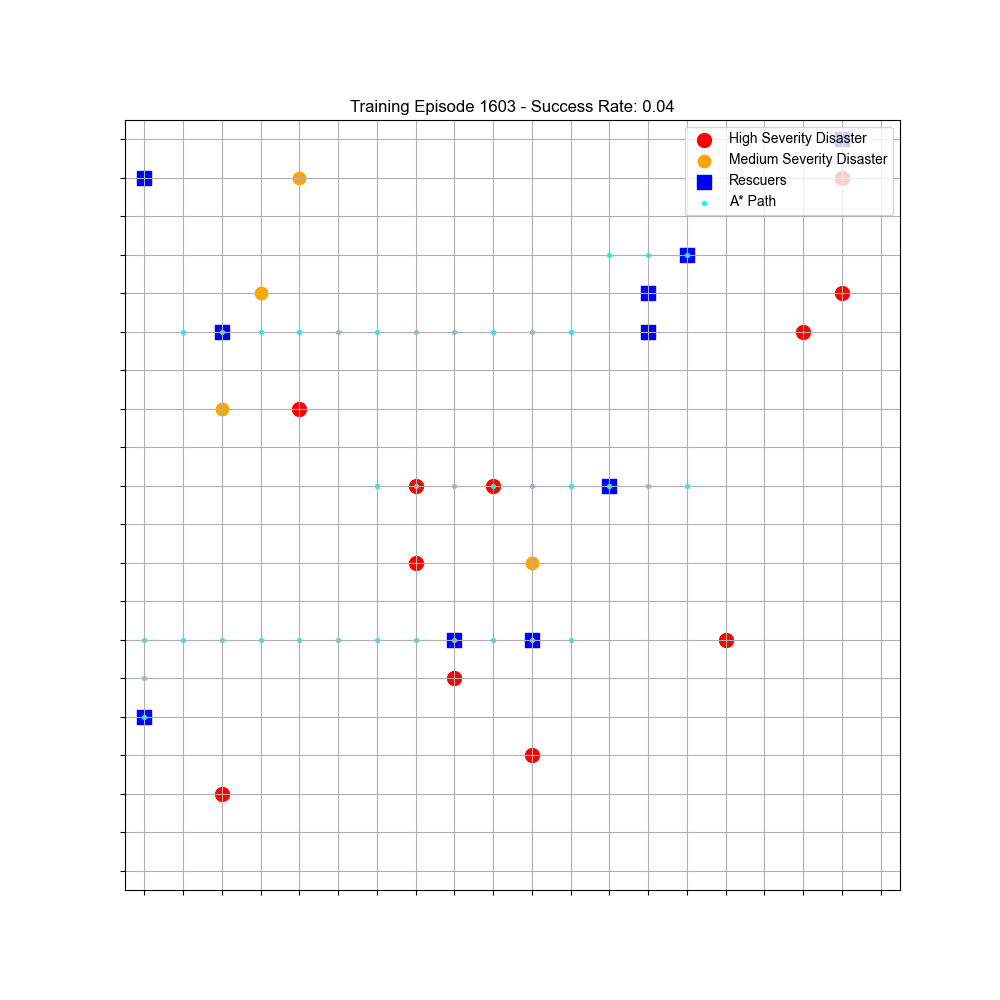 Training Episode 1603 - Success Rate: 0.04
High Severity Disaster
Medium Severity Disaster
Rescuers
A* Path